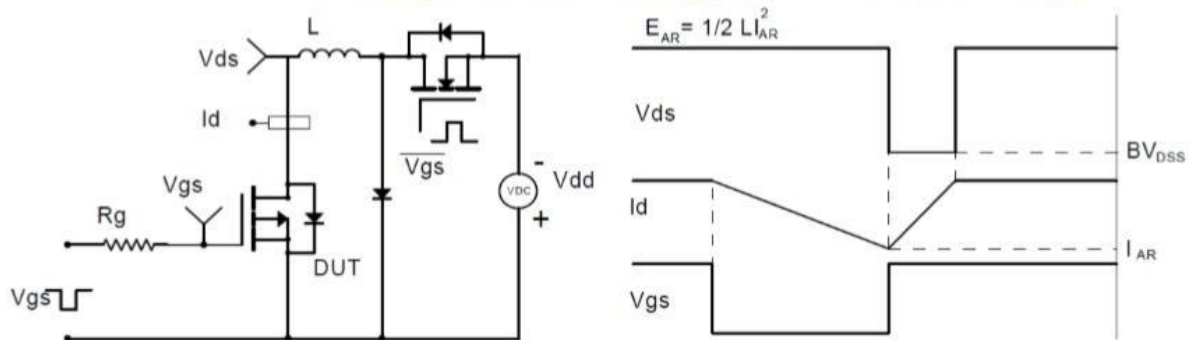 L
Vds
Id
Vgs
Vgs
Rg
DUT
Vgs
VDC
-
Vdd
+
E_AR = 1/2 LI_AR^2
Vds
BV_DSS
Id
I_AR
Vgs